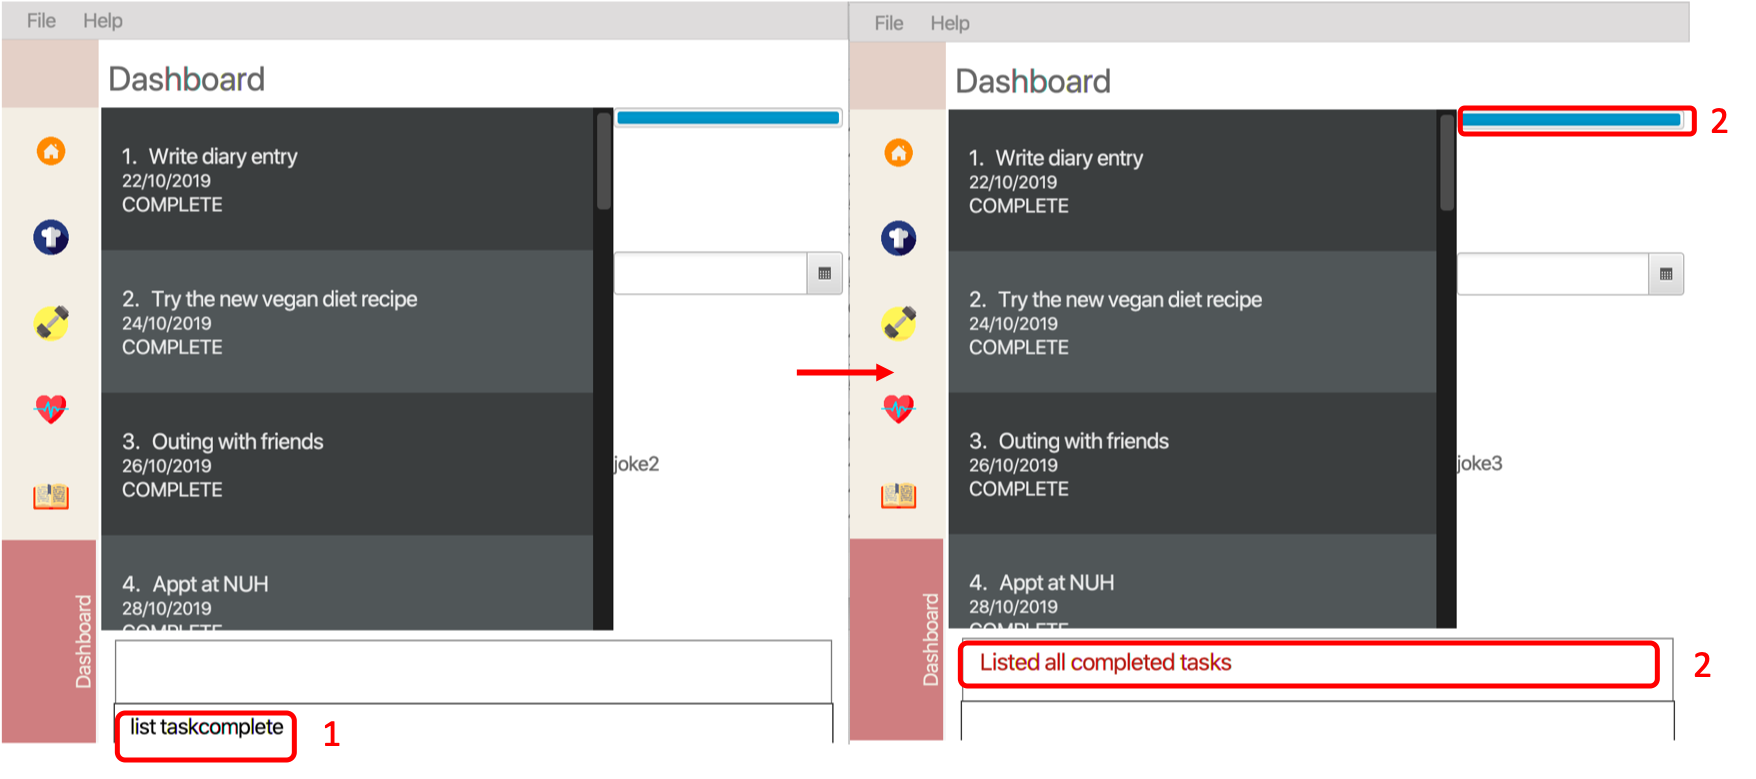 File Help
Dashboard
1. Write diary entry
22/10/2019
COMPLETE
2. Try the new vegan diet recipe
24/10/2019
COMPLETE
3. Outing with friends
26/10/2019
COMPLETE
4. Appt at NUH
28/10/2019
COMPLETE
joke2
Dashboard
list taskcomplete
1
File Help
Dashboard
2
1. Write diary entry
22/10/2019
COMPLETE
2. Try the new vegan diet recipe
24/10/2019
COMPLETE
3. Outing with friends
26/10/2019
COMPLETE
4. Appt at NUH
28/10/2019
COMPLETE
joke3
Dashboard
Listed all completed tasks
2